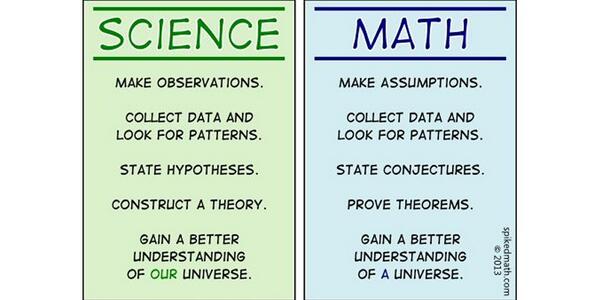 SCIENCE
MAKE OBSERVATIONS.
COLLECT DATA AND
LOOK FOR PATTERNS.
STATE HYPOTHESES.
CONSTRUCT A THEORY.
GAIN A BETTER
UNDERSTANDING
OF OUR UNIVERSE.
MATH
MAKE ASSUMPTIONS.
COLLECT DATA AND
LOOK FOR PATTERNS.
STATE CONJECTURES.
PROVE THEOREMS.
GAIN A BETTER
UNDERSTANDING
OF A UNIVERSE.
spikedmath.com
© 2013